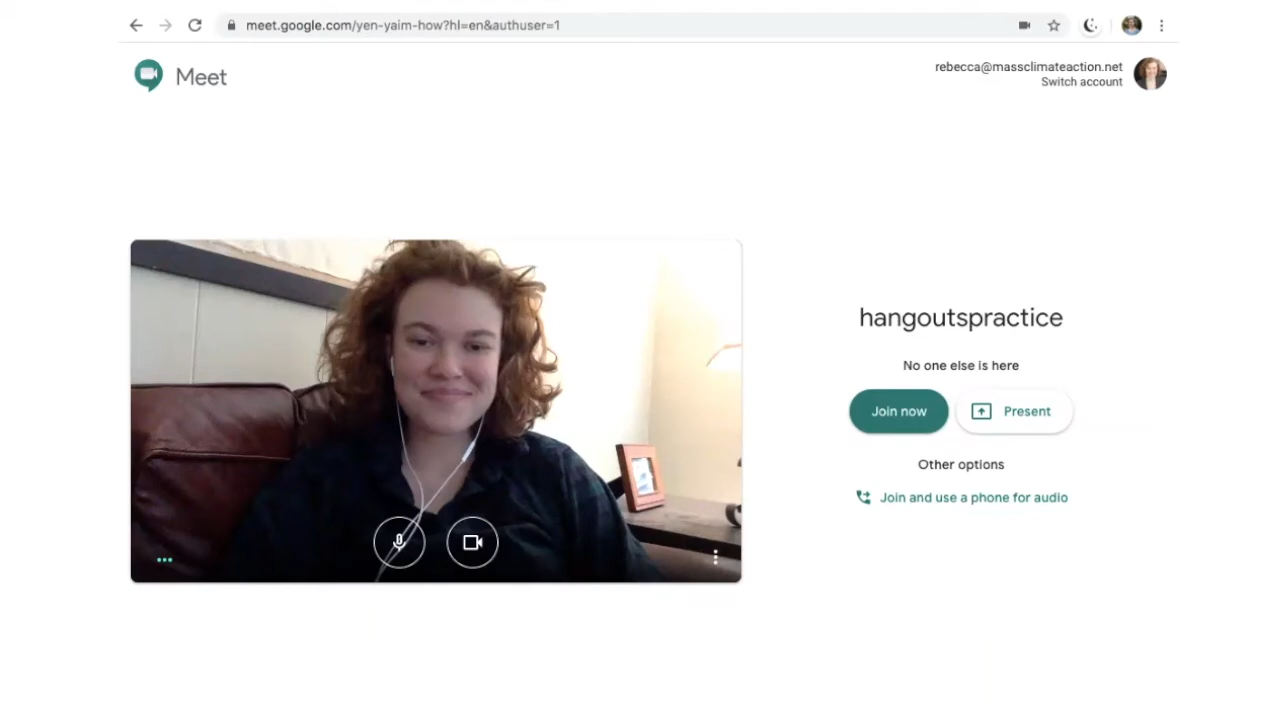 meet.google.com/yen-yaim-how?hl=en&authuser=1
Meet
rebecca@massclimateaction.net
Switch account
hangoutspractice
No one else is here
Join now
Present
Other options
Join and use a phone for audio